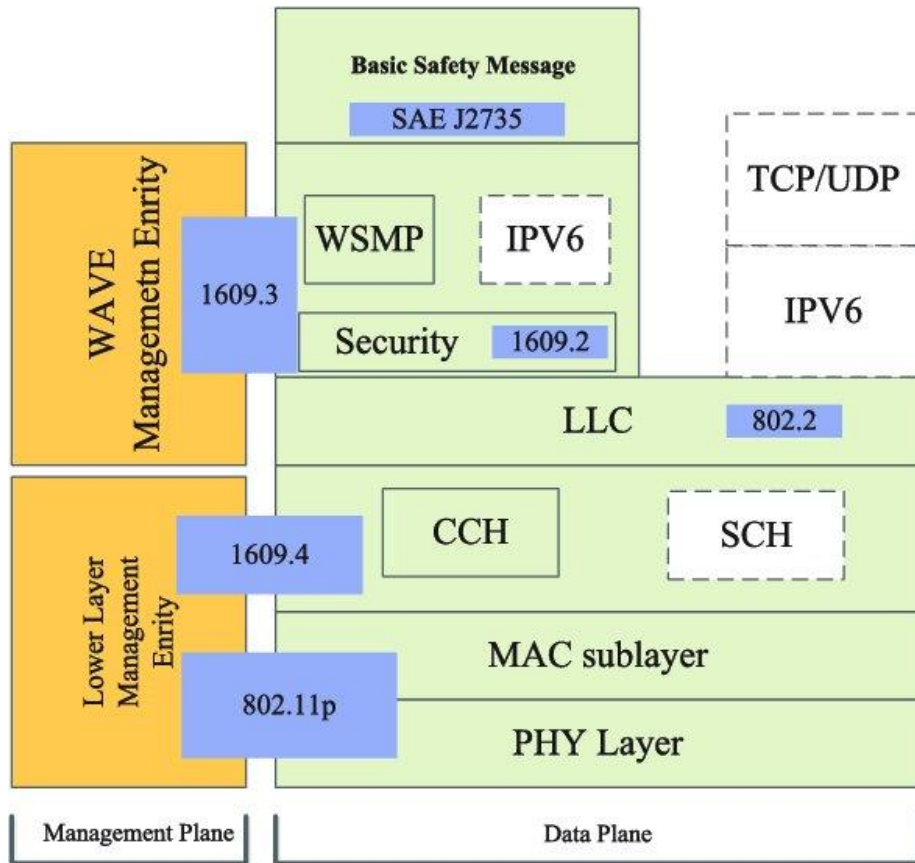 Basic Safety Message
SAE J2735
TCP/UDP
IPV6
WAVE
Managemetn Enrity
1609.3
WSMP
IPV6
Security
1609.2
LLC
802.2
Lower Layer
Management
Enrity
1609.4
CCH
SCH
MAC sublayer
802.11p
PHY Layer
Management Plane
Data Plane